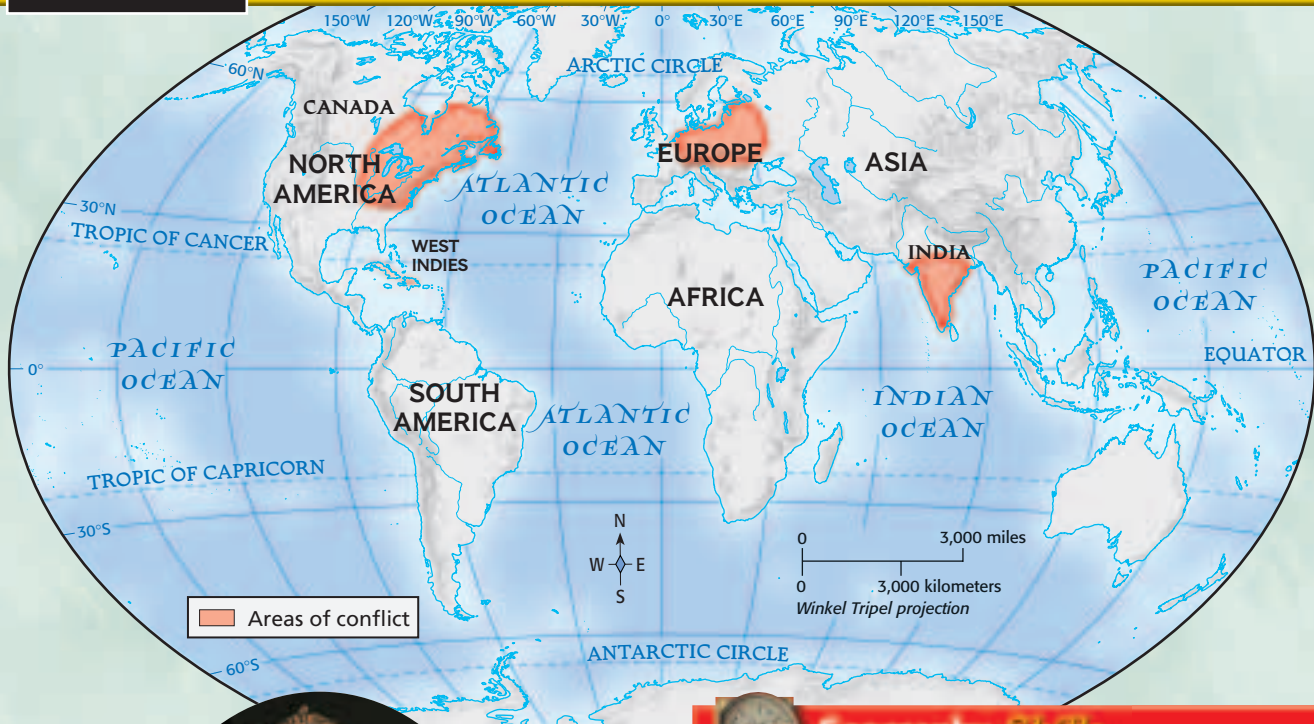 150°W 120°W 90°W 60°W 30°W 0° 30°E 60°E 90°E 120°E 150°E
60°N
ARCTIC CIRCLE
CANADA
NORTH
AMERICA
EUROPE
ASIA
ATLANTIC
OCEAN
30°N
TROPIC OF CANCER
WEST
INDIES
INDIA
PACIFIC
OCEAN
AFRICA
PACIFIC
OCEAN
0°
EQUATOR
SOUTH
AMERICA
ATLANTIC
OCEAN
INDIAN
OCEAN
TROPIC OF CAPRICORN
30°S
N
W E
S
0 3,000 miles
0 3,000 kilometers
Winkel Tripel projection
Areas of conflict
60°S
ANTARCTIC CIRCLE